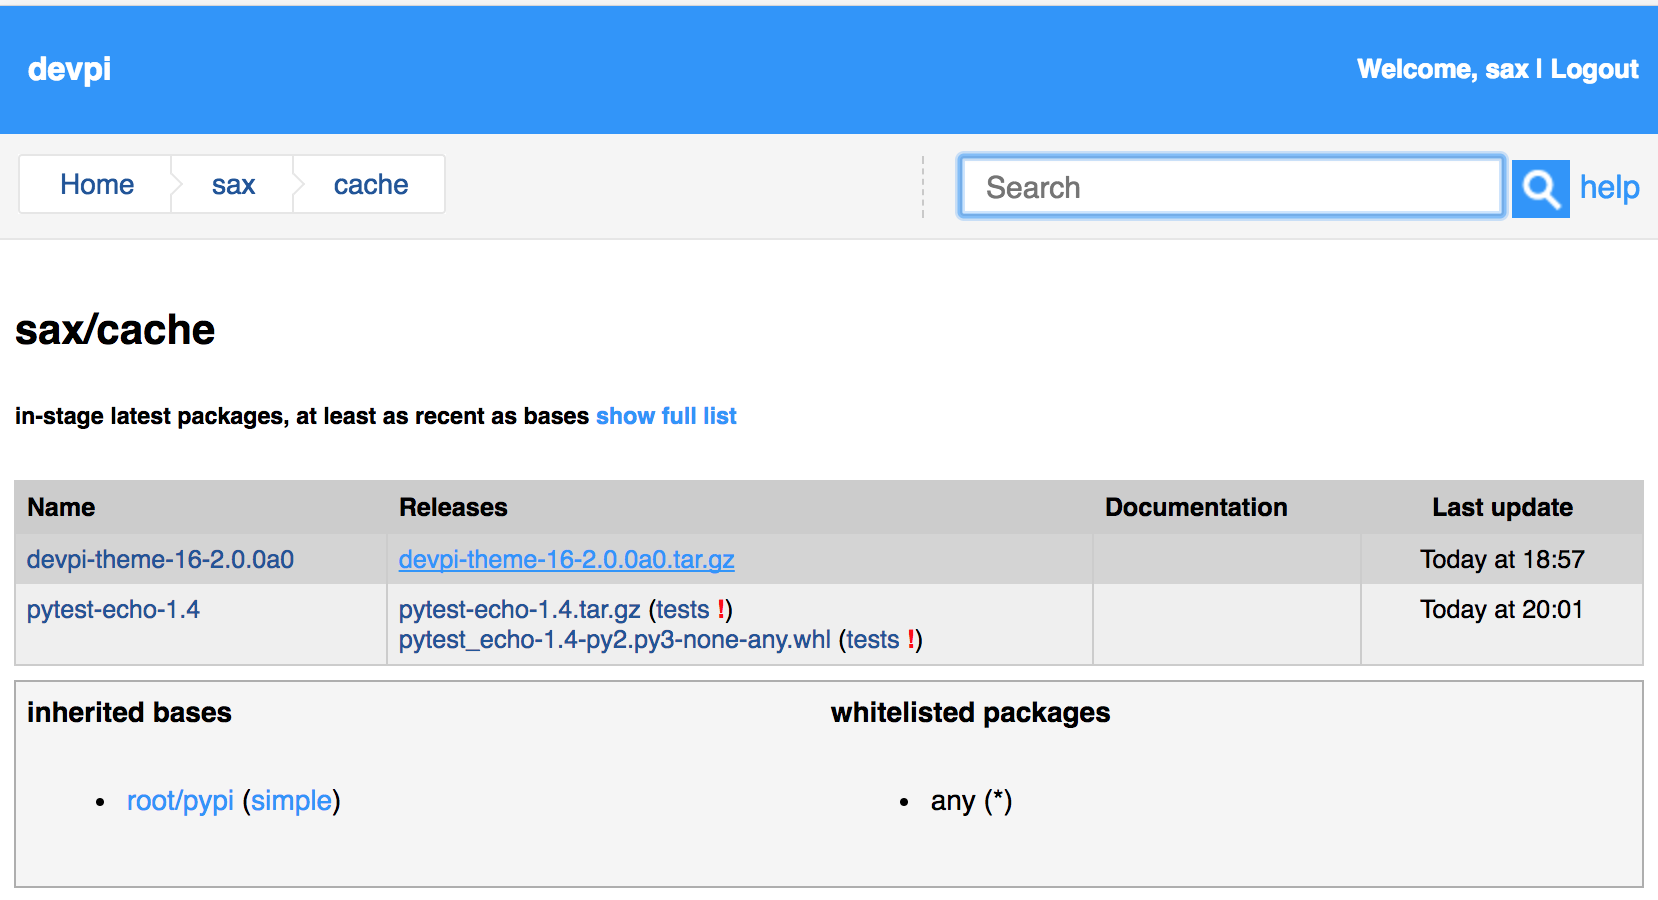 devpi
Welcome, sax | Logout
Home sax cache
Search
help
sax/cache
in-stage latest packages, at least as recent as bases show full list
Name Releases Documentation Last update
devpi-theme-16-2.0.0a0 devpi-theme-16-2.0.0a0.tar.gz Today at 18:57
pytest-echo-1.4 pytest-echo-1.4.tar.gz (tests !) Today at 20:01
pytest_echo-1.4-py2.py3-none-any.whl (tests !)
inherited bases
• root/pypi (simple)
whitelisted packages
• any (*)